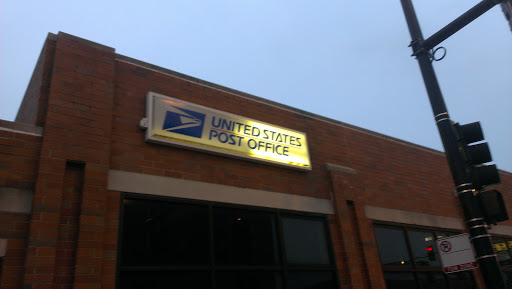 UNITED STATES
POST OFFICE